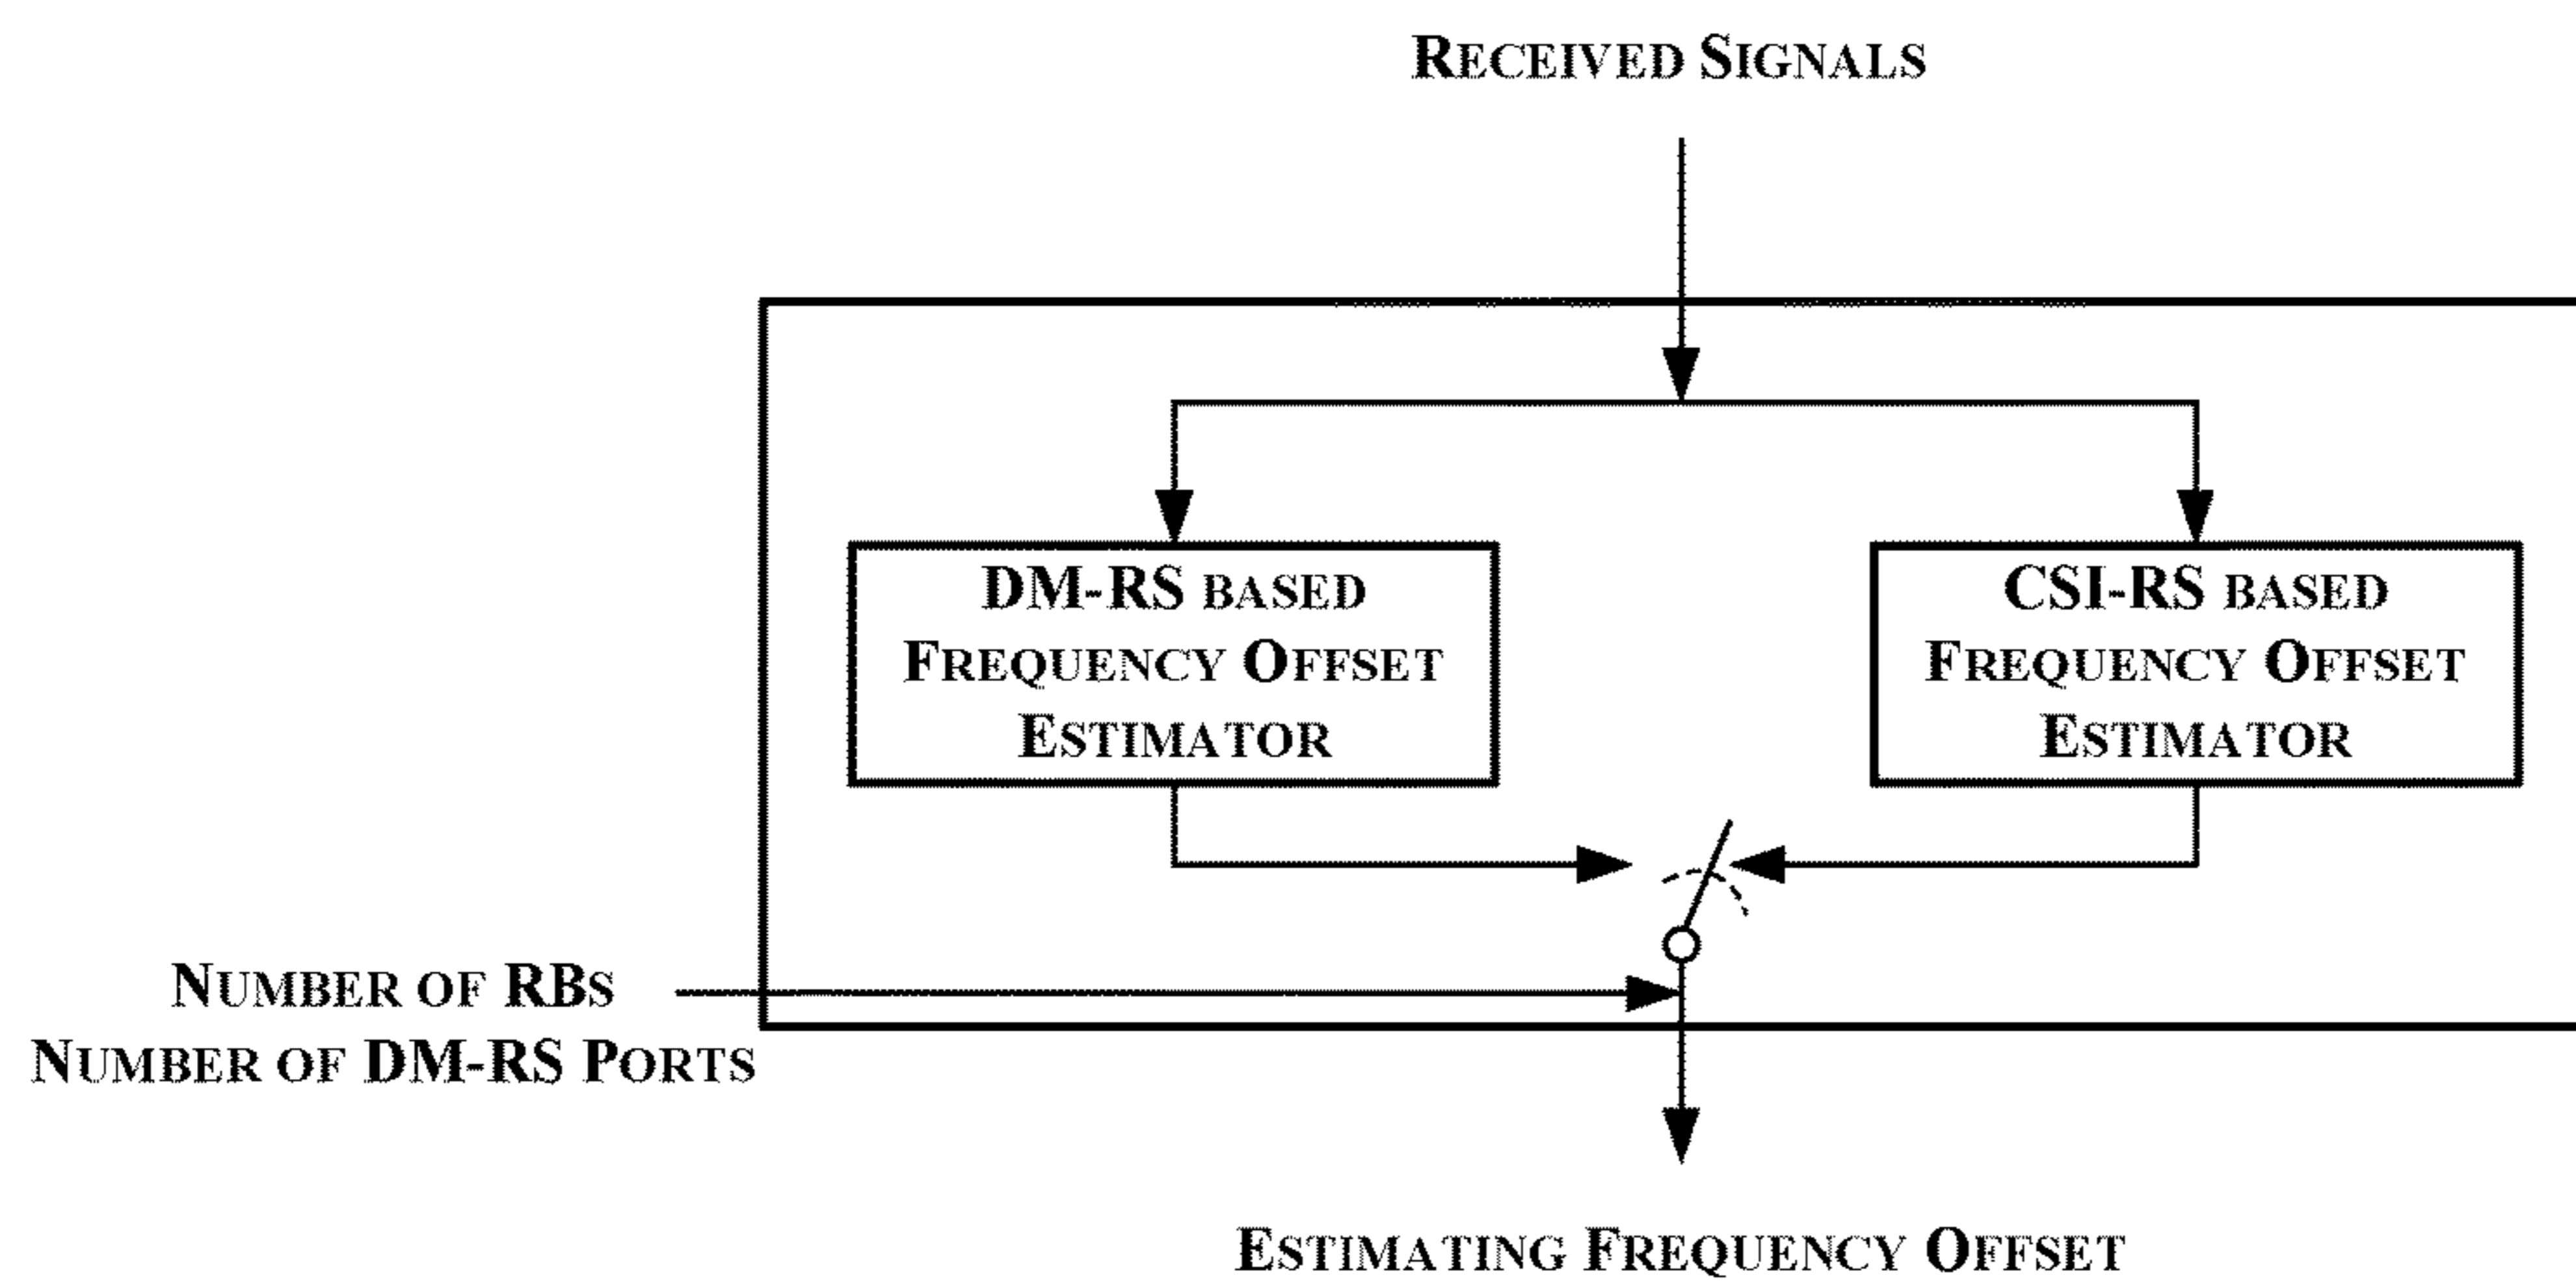 RECEIVED SIGNALS
DM-RS BASED
FREQUENCY OFFSET
ESTIMATOR
CSI-RS BASED
FREQUENCY OFFSET
ESTIMATOR
NUMBER OF RBS
NUMBER OF DM-RS PORTS
ESTIMATING FREQUENCY OFFSET